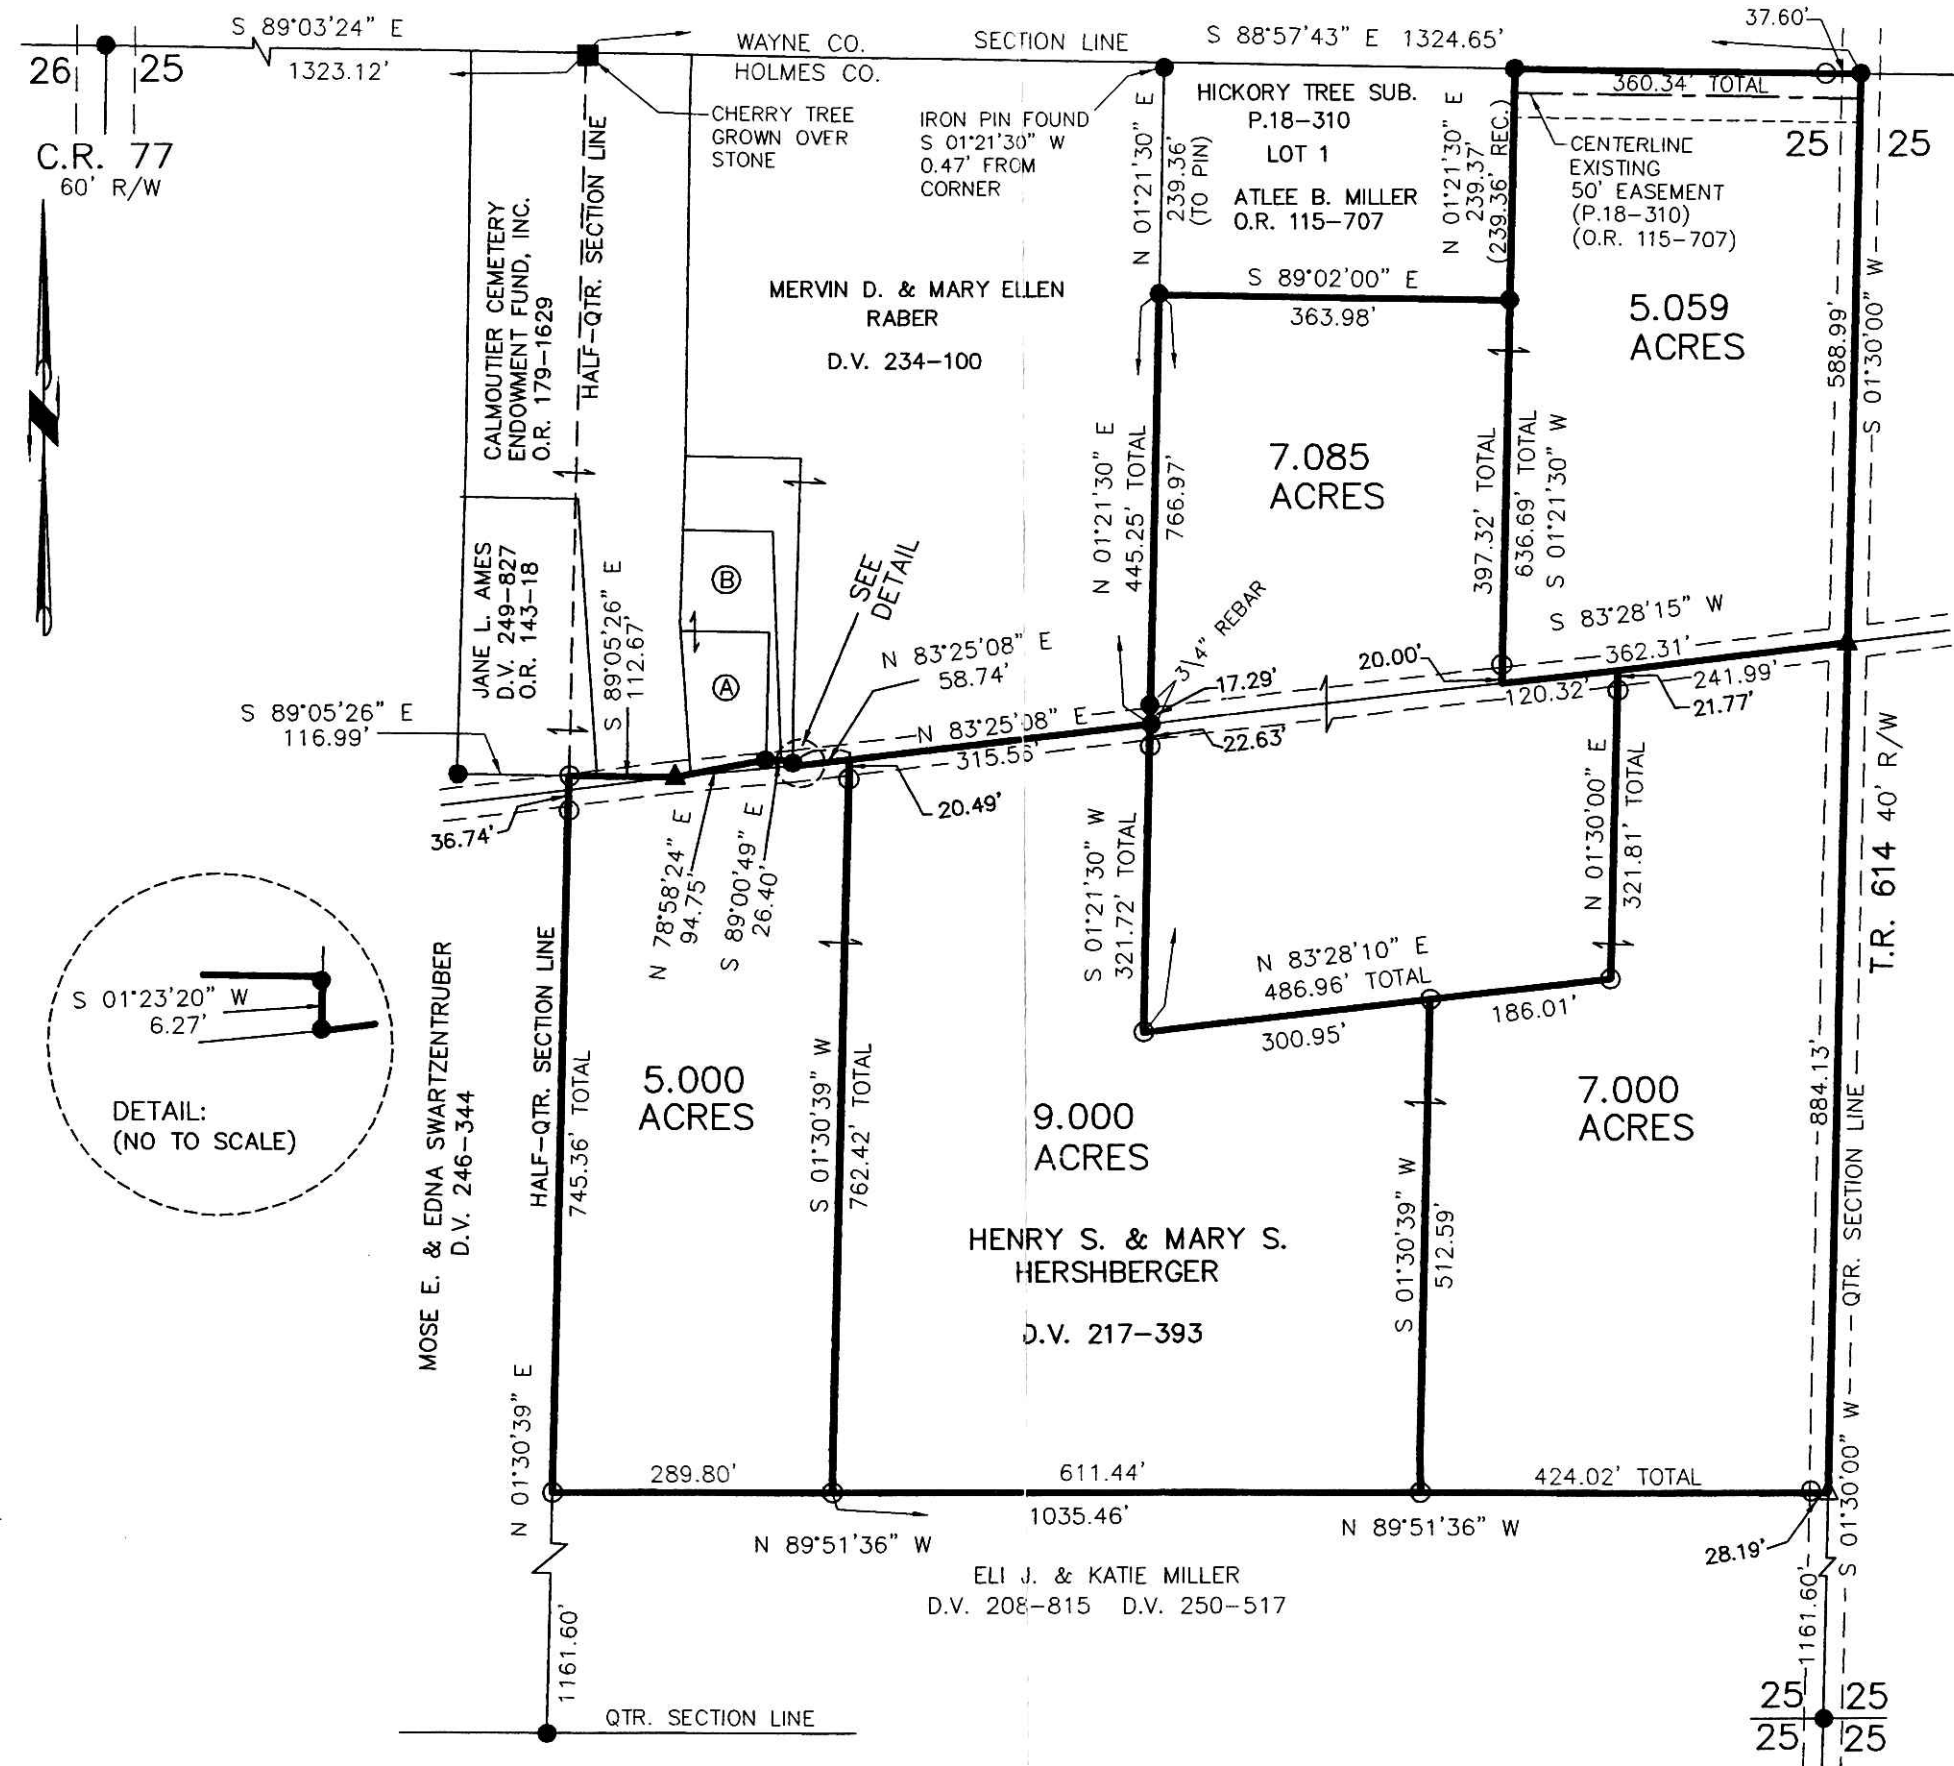 S 89°03'24" E
1323.12'
26
25
C.R. 77
60' R/W
WAYNE CO.
HOLMES CO.
SECTION LINE
S 88°57'43" E 1324.65'
37.60'
CHERRY TREE
GROWN OVER
STONE
IRON PIN FOUND
S 01°21'30" W
0.47' FROM
CORNER
N 01°21'30" E
239.36'
(TO PIN)
HICKORY TREE SUB.
P.18-310
LOT 1
ATLEE B. MILLER
O.R. 115-707
N 01°21'30" E
239.37'
(239.36' REC.)
360.34' TOTAL
CENTERLINE
EXISTING
50' EASEMENT
(P.18-310)
(O.R. 115-707)
25
25
CALMOUTIER CEMETERY
ENDOWMENT FUND, INC.
O.R. 179-1629
HALF-QTR. SECTION LINE
MERVIN D. & MARY ELLEN
RABER
D.V. 234-100
S 89°02'00" E
363.98'
5.059
ACRES
588.99'
S 01°30'00" W
7.085
ACRES
N 01°21'30" E
445.25' TOTAL
766.97'
397.32' TOTAL
636.69' TOTAL
S 01°21'30" W
JANE L. AMES
D.V. 249-827
O.R. 143-18
S 89°05'26" E
112.67'
B
A
SEE
DETAIL
N 83°25'08" E
58.74'
3/4" REBAR
S 83°28'15" W
362.31'
20.00'
17.29'
120.32'
241.99'
21.77'
S 89°05'26" E
116.99'
N 83°25'08" E
315.56'
22.63'
20.49'
36.74'
N 78°58'24" E
94.75'
S 89°00'49" E
26.40'
S 01°21'30" W
321.72' TOTAL
N 01°30'00" E
321.81' TOTAL
T.R. 614 40' R/W
N 83°28'10" E
486.96' TOTAL
300.95'
186.01'
S 01°23'20" W
6.27'
DETAIL:
(NO TO SCALE)
MOSE E. & EDNA SWARTZENTRUBER
D.V. 246-344
HALF-QTR. SECTION LINE
745.36' TOTAL
N 01°30'39" E
5.000
ACRES
S 01°30'39" W
762.42' TOTAL
9.000
ACRES
7.000
ACRES
S 01°30'39" W
512.59'
884.13'
QTR. SECTION LINE
S 01°30'00" W
HENRY S. & MARY S.
HERSHBERGER
D.V. 217-393
289.80'
611.44'
424.02' TOTAL
1035.46'
N 89°51'36" W
N 89°51'36" W
28.19'
ELI J. & KATIE MILLER
D.V. 208-815 D.V. 250-517
1161.60'
1161.60'
QTR. SECTION LINE
25
25
25
25